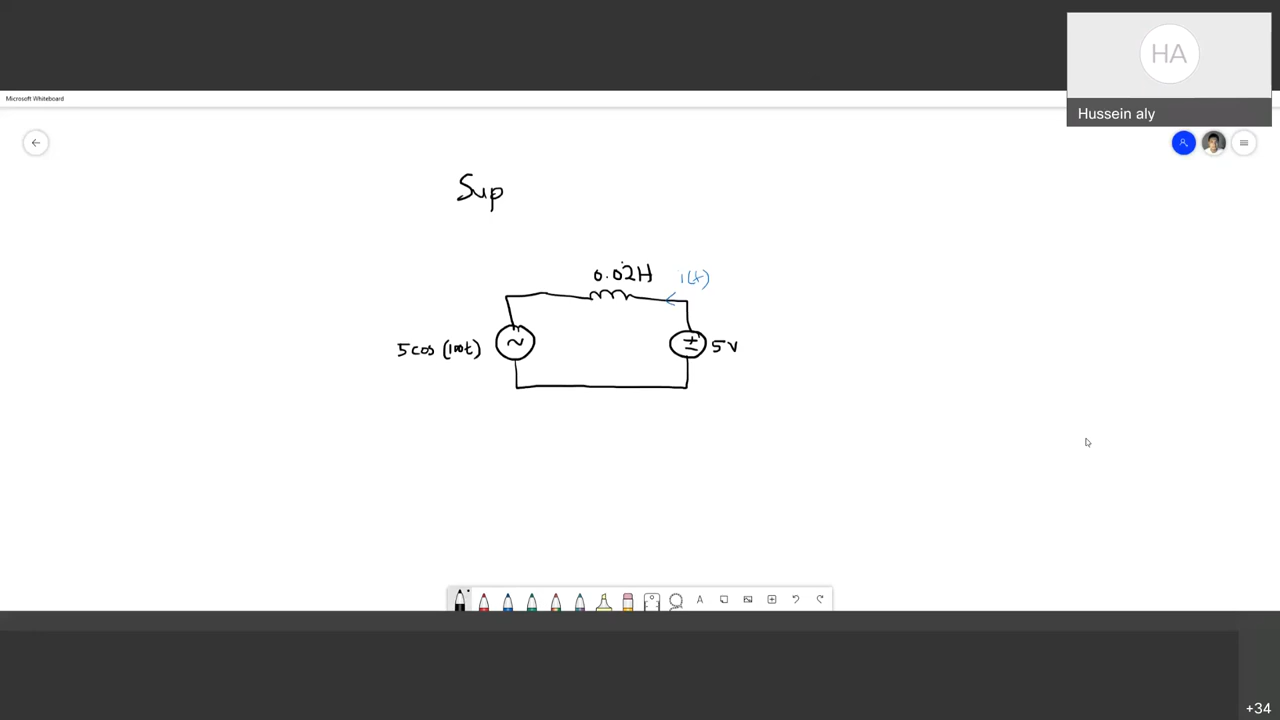 HA
Hussein aly
Microsoft Whiteboard
Sup
0.02H
i(t)
5cos (100t)
5V
A
+34